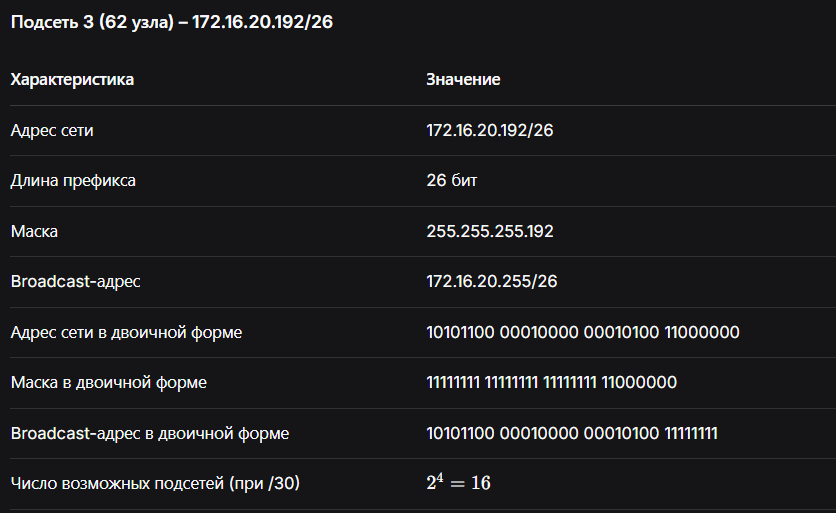 Подсеть 3 (62 узла) – 172.16.20.192/26
Характеристика Значение
Адрес сети 172.16.20.192/26
Длина префикса 26 бит
Маска 255.255.255.192
Broadcast-адрес 172.16.20.255/26
Адрес сети в двоичной форме 10101100 00010000 00010100 11000000
Маска в двоичной форме 11111111 11111111 11111111 11000000
Broadcast-адрес в двоичной форме 10101100 00010000 00010100 11111111
Число возможных подсетей (при /30) 2⁴ = 16